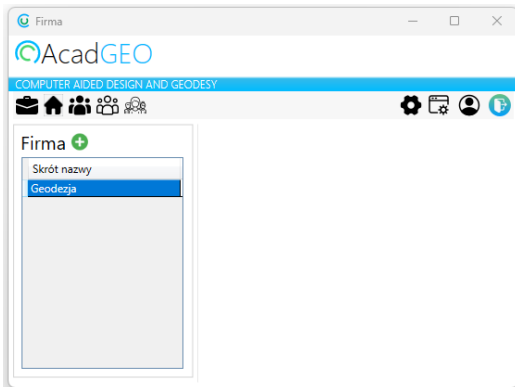 Firma
AcadGEO
COMPUTER AIDED DESIGN AND GEODESY
Firma
Skrót nazwy
Geodezja